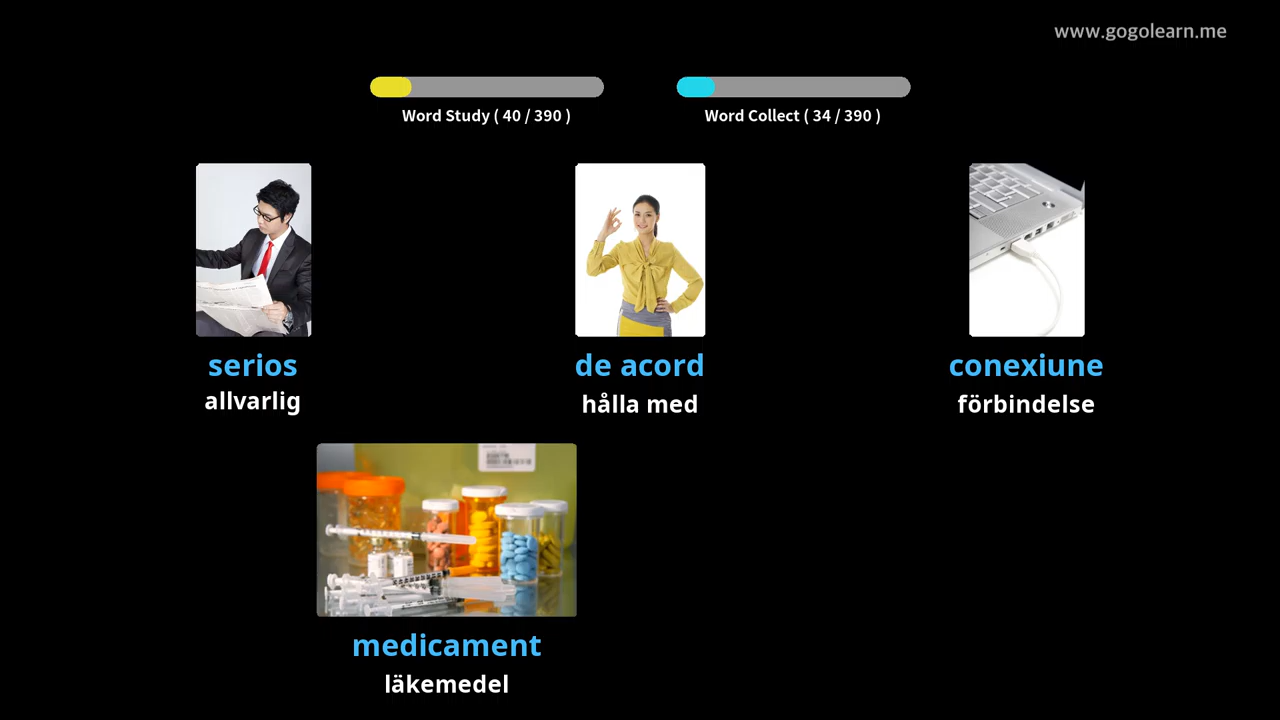 www.gogolearn.me
Word Study ( 40 / 390 )
Word Collect ( 34 / 390 )
serios
allvarlig
de acord
hålla med
conexiune
förbindelse
medicament
läkemedel